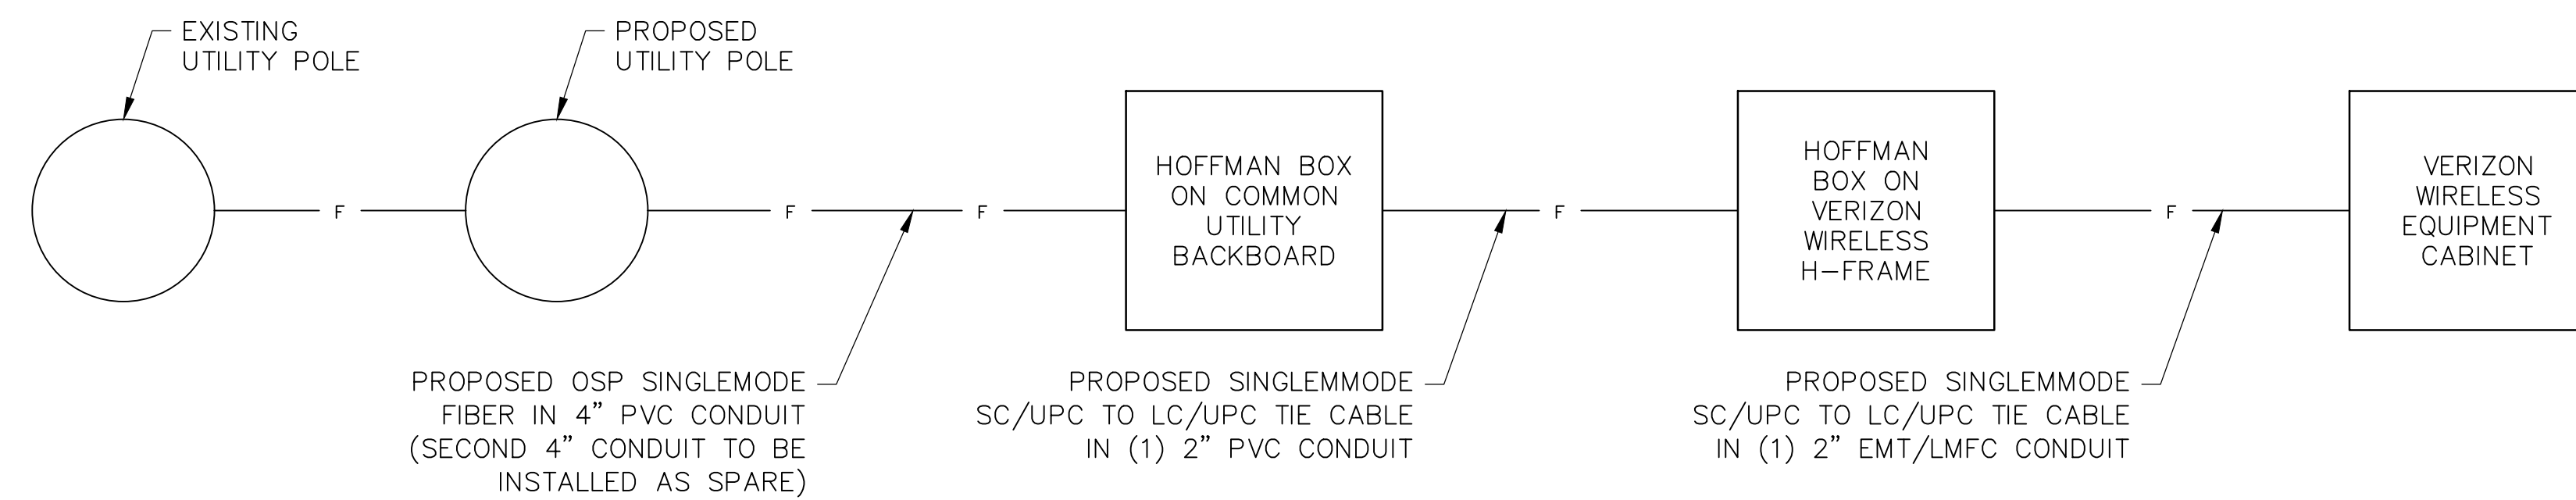 EXISTING
UTILITY POLE
PROPOSED
UTILITY POLE
F
F
F
HOFFMAN BOX
ON COMMON
UTILITY
BACKBOARD
F
HOFFMAN
BOX ON
VERIZON
WIRELESS
H-FRAME
F
VERIZON
WIRELESS
EQUIPMENT
CABINET
PROPOSED OSP SINGLEMODE
FIBER IN 4" PVC CONDUIT
(SECOND 4" CONDUIT TO BE
INSTALLED AS SPARE)
PROPOSED SINGLEMMODE
SC/UPC TO LC/UPC TIE CABLE
IN (1) 2" PVC CONDUIT
PROPOSED SINGLEMMODE
SC/UPC TO LC/UPC TIE CABLE
IN (1) 2" EMT/LMFC CONDUIT